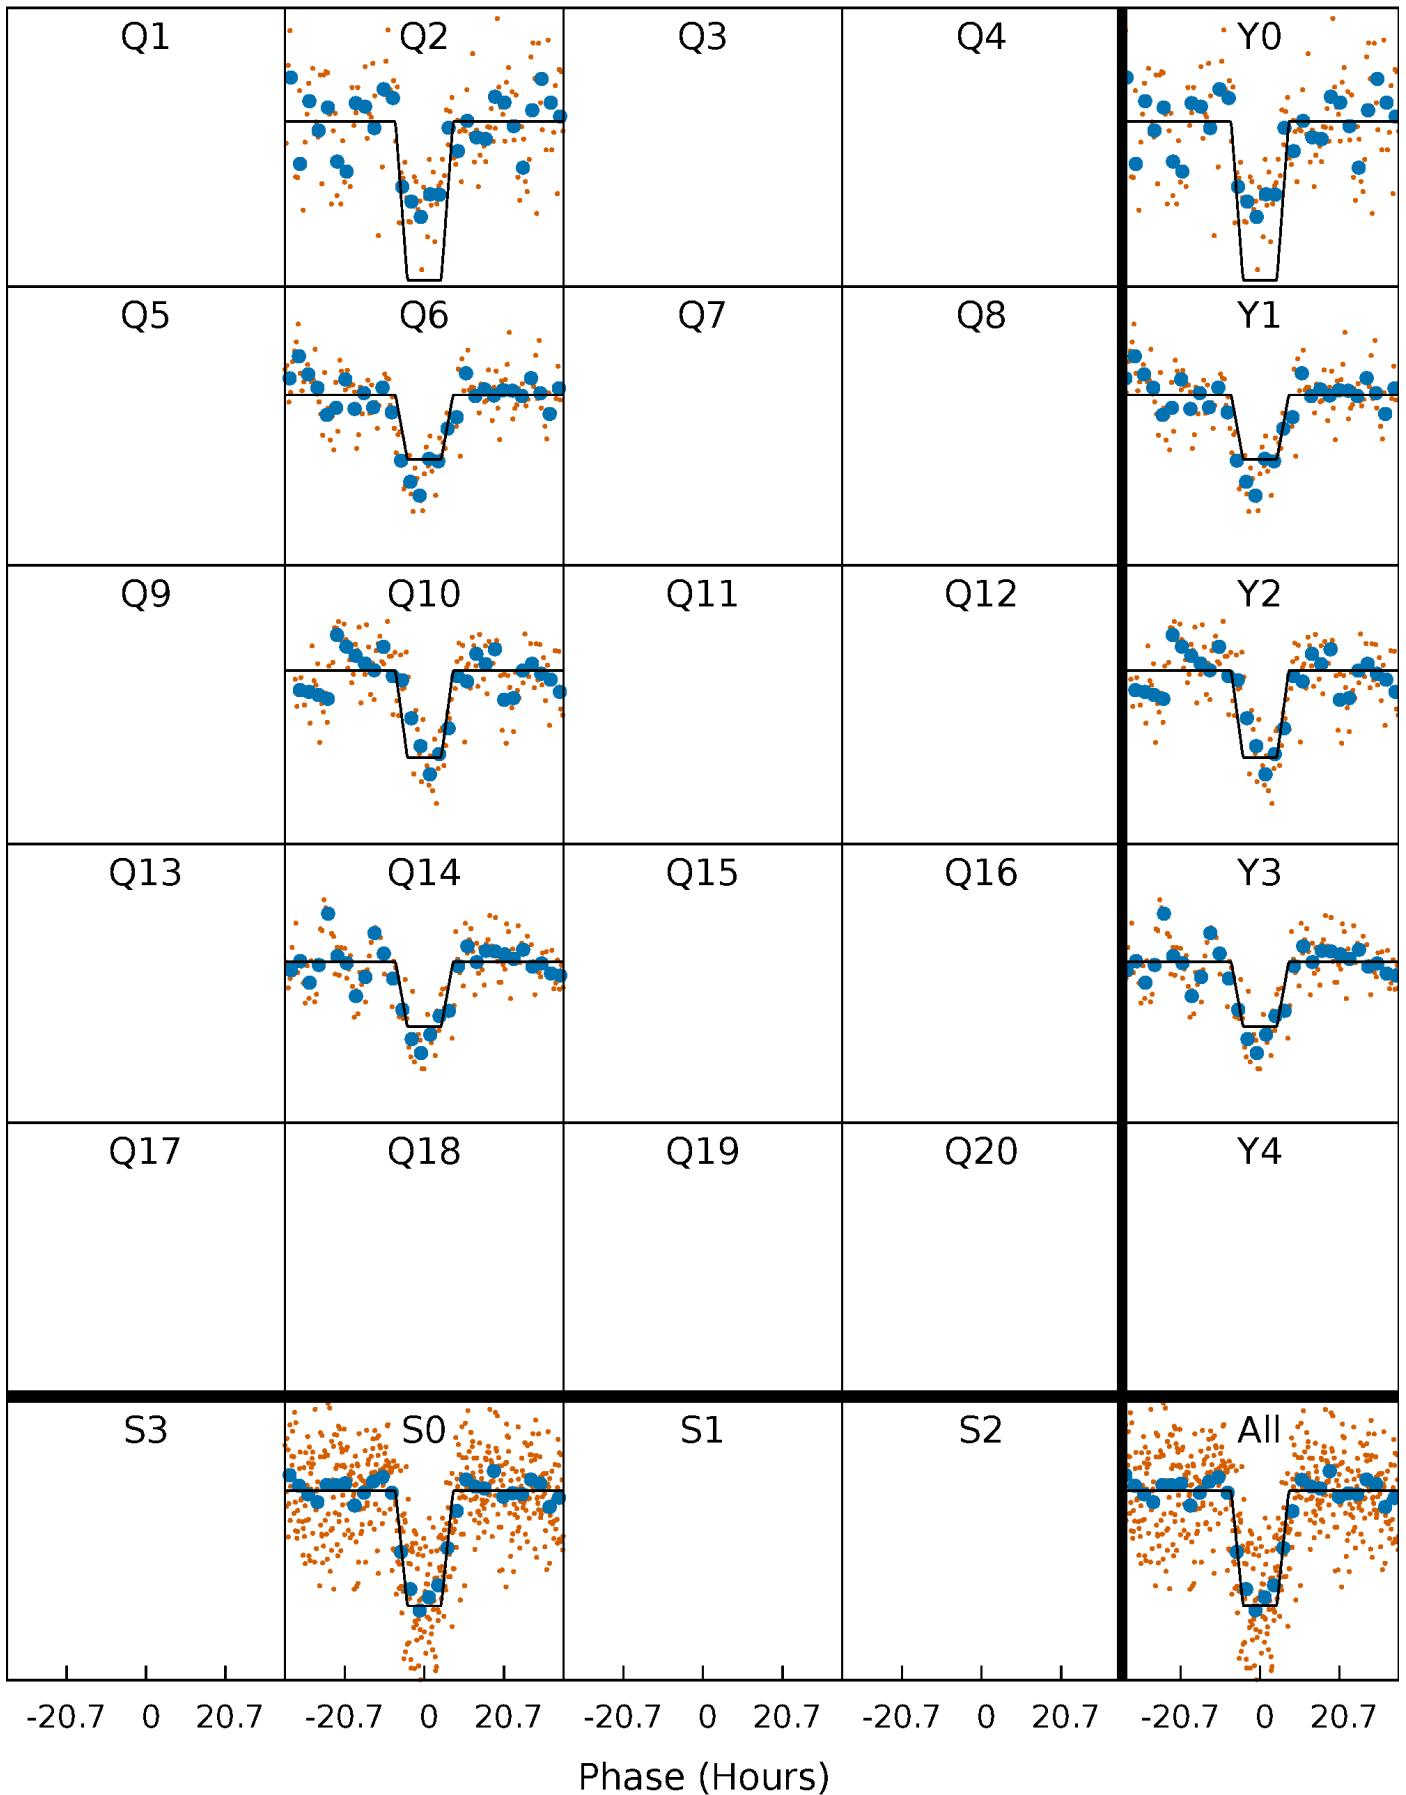 Q1 Q2 Q3 Q4 Y0
Q5 Q6 Q7 Q8 Y1
Q9 Q10 Q11 Q12 Y2
Q13 Q14 Q15 Q16 Y3
Q17 Q18 Q19 Q20 Y4
S3 S0 S1 S2 All
-20.7 0 20.7 -20.7 0 20.7 -20.7 0 20.7 -20.7 0 20.7 -20.7 0 20.7
Phase (Hours)